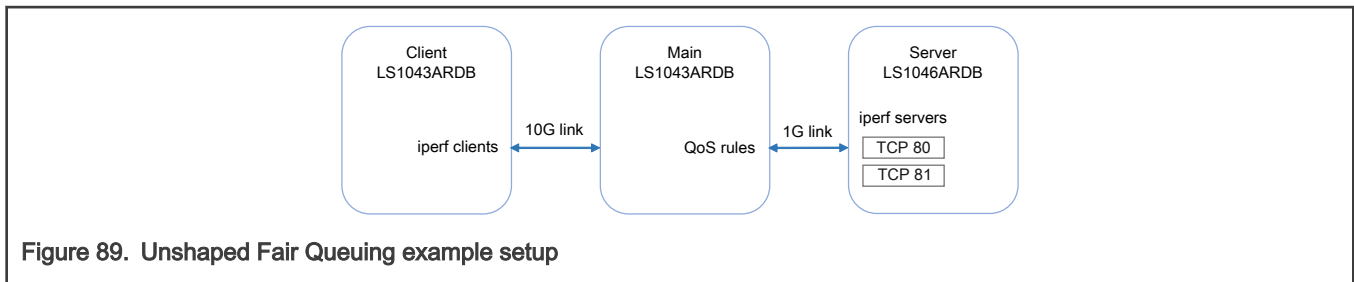 Client
LS1043ARDB
Main
LS1043ARDB
Server
LS1046ARDB
iperf clients
10G link
QoS rules
1G link
iperf servers
TCP 80
TCP 81
Figure 89. Unshaped Fair Queuing example setup